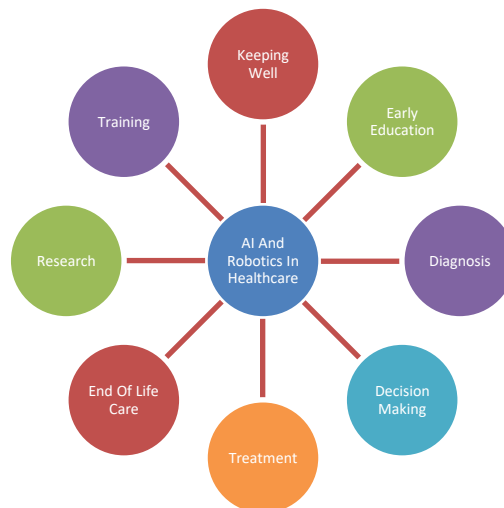 Keeping
Well
Early
Education
Diagnosis
Decision
Making
Treatment
End Of Life
Care
Research
Training
AI And
Robotics In
Healthcare